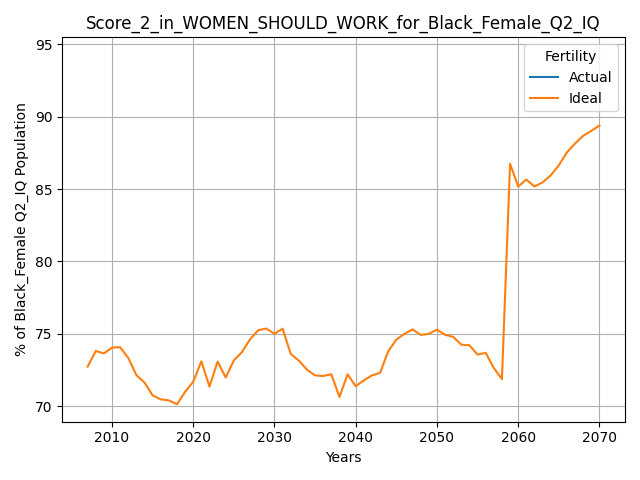 Score_2_in_WOMEN_SHOULD_WORK_for_Black_Female_Q2_IQ
% of Black_Female Q2_IQ Population
95
90
85
80
75
70
Fertility
Actual
Ideal
2010 2020 2030 2040 2050 2060 2070
Years